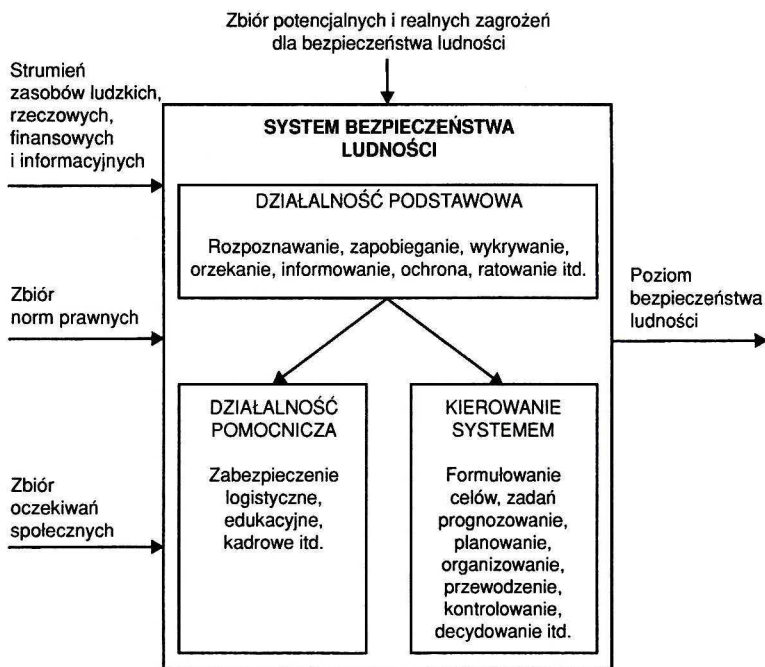 Zbiór potencjalnych i realnych zagrożeń
dla bezpieczeństwa ludności
Strumień
zasobów ludzkich,
rzeczowych,
finansowych
i informacyjnych
SYSTEM BEZPIECZEŃSTWA
LUDNOŚCI
DZIAŁALNOŚĆ PODSTAWOWA
Rozpoznawanie, zapobieganie, wykrywanie,
orzekanie, informowanie, ochrona, ratowanie itd.
Zbiór
norm prawnych
Poziom
bezpieczeństwa
ludności
DZIAŁALNOŚĆ
POMOCNICZA
Zabezpieczenie
logistyczne,
edukacyjne,
kadrowe itd.
KIEROWANIE
SYSTEMEM
Formułowanie
celów, zadań
prognozowanie,
planowanie,
organizowanie,
przewodzenie,
kontrolowanie,
decydowanie itd.
Zbiór
oczekiwań
społecznych